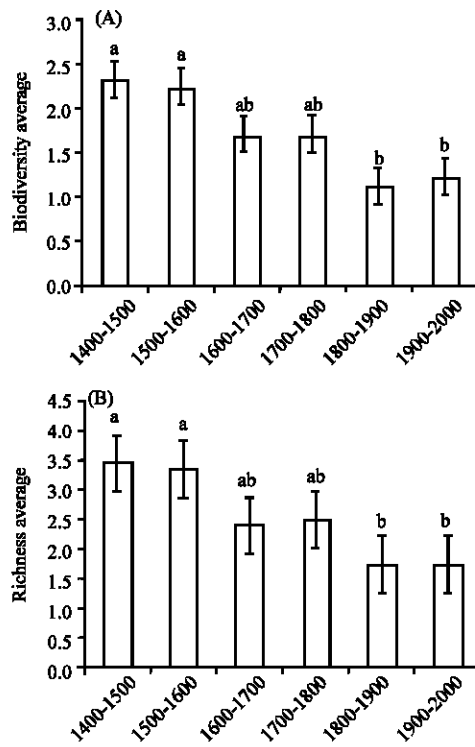 (A)
Biodiversity average
3.0
2.5
2.0
1.5
1.0
0.5
0.0
a
a
ab
ab
b
b
1400-1500
1500-1600
1600-1700
1700-1800
1800-1900
1900-2000
(B)
Richness average
4.5
4.0
3.5
3.0
2.5
2.0
1.5
1.0
0.5
0.0
a
a
ab
ab
b
b
1400-1500
1500-1600
1600-1700
1700-1800
1800-1900
1900-2000